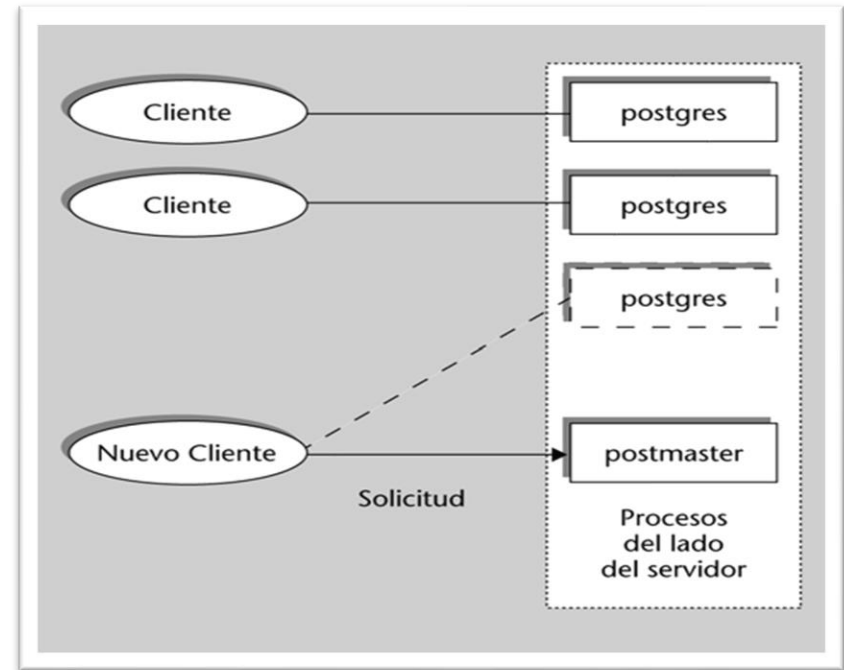 Cliente
postgres
Cliente
postgres
postgres
Nuevo Cliente
postmaster
Solicitud
Procesos
del lado
del servidor